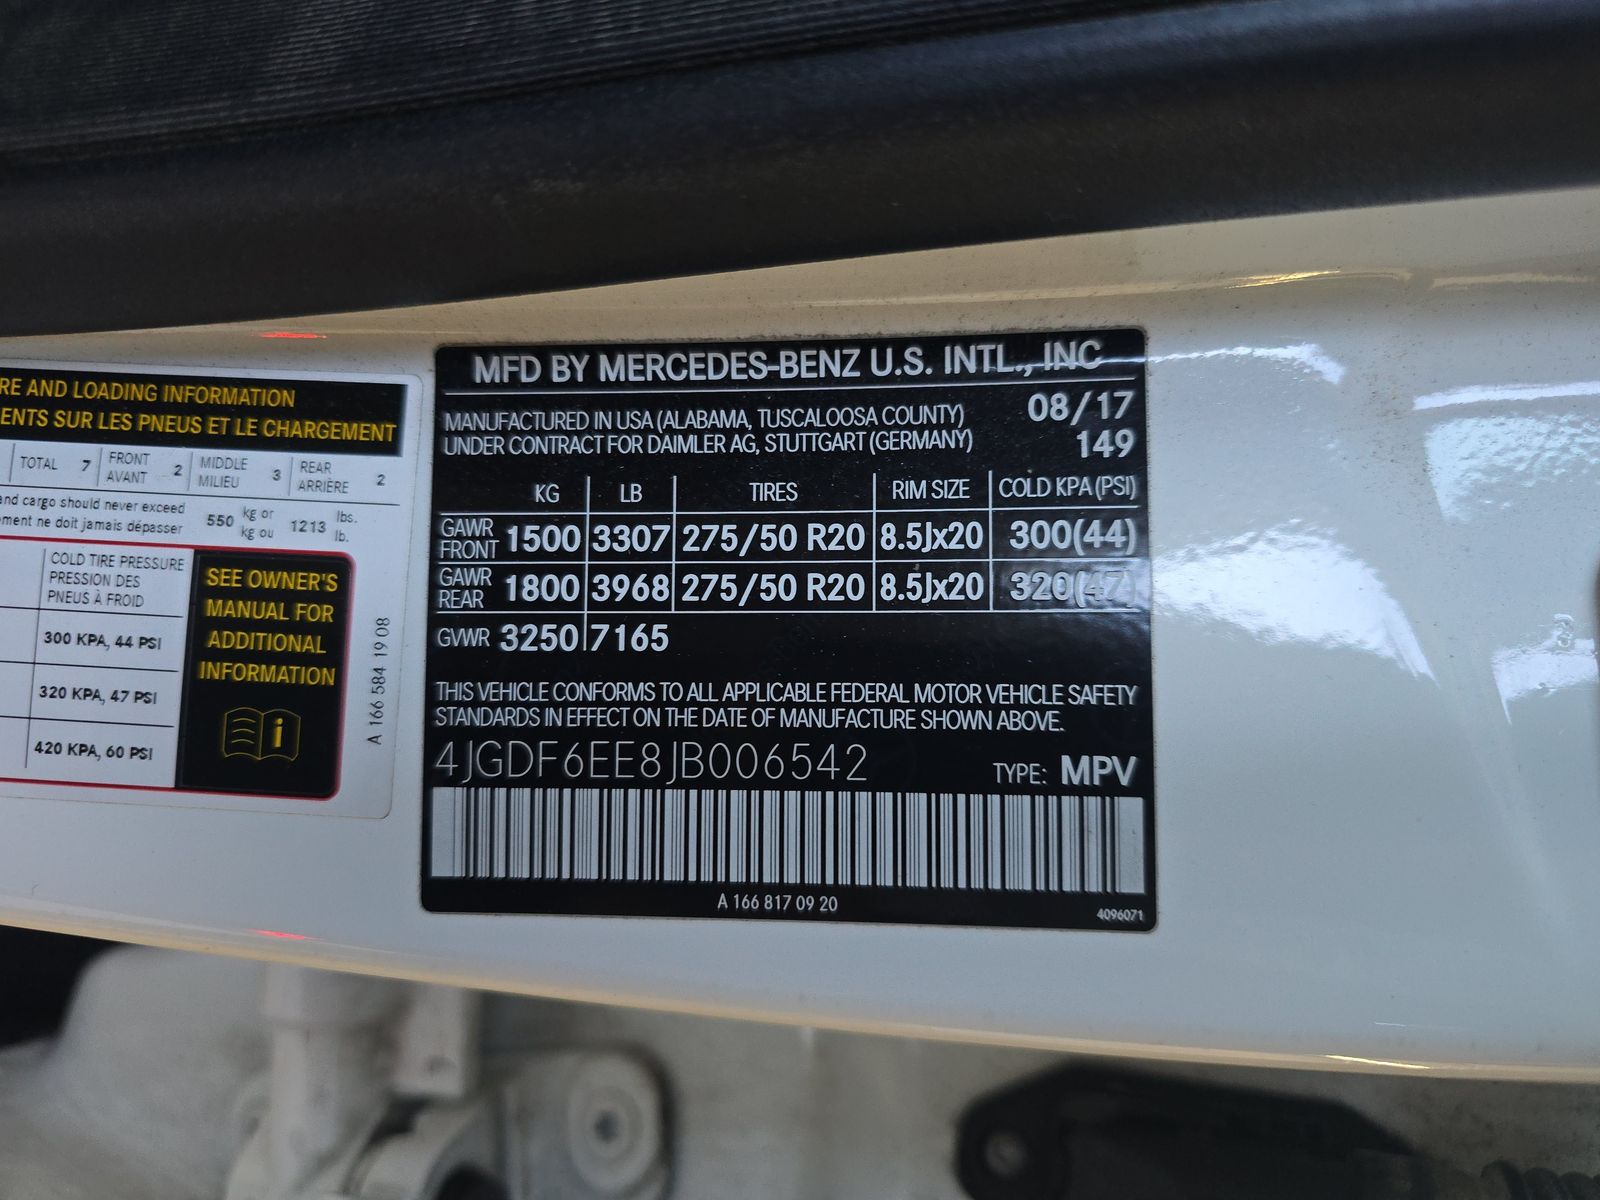 RE AND LOADING INFORMATION
ENTS SUR LES PNEUS ET LE CHARGEMENT
TOTAL 7 FRONT AVANT 2 MIDDLE MILIEU 3 REAR ARRIÈRE 2
and cargo should never exceed 550 kg or 1213 lbs.
ment ne doit jamais dépasser kg ou lb.
COLD TIRE PRESSURE
PRESSION DES
PNEUS À FROID
300 KPA, 44 PSI
320 KPA, 47 PSI
420 KPA, 60 PSI
SEE OWNER'S
MANUAL FOR
ADDITIONAL
INFORMATION
i
A 166 584 19 08
MFD BY MERCEDES-BENZ U.S. INTL., INC
MANUFACTURED IN USA (ALABAMA, TUSCALOOSA COUNTY) 08/17
UNDER CONTRACT FOR DAIMLER AG, STUTTGART (GERMANY) 149
KG LB TIRES RIM SIZE COLD KPA (PSI)
GAWR FRONT 1500 3307 275/50 R20 8.5Jx20 300(44)
GAWR REAR 1800 3968 275/50 R20 8.5Jx20 320(47)
GVWR 3250 7165
THIS VEHICLE CONFORMS TO ALL APPLICABLE FEDERAL MOTOR VEHICLE SAFETY
STANDARDS IN EFFECT ON THE DATE OF MANUFACTURE SHOWN ABOVE.
4JGDF6EE8JB006542 TYPE: MPV
A 166 817 09 20
4096071